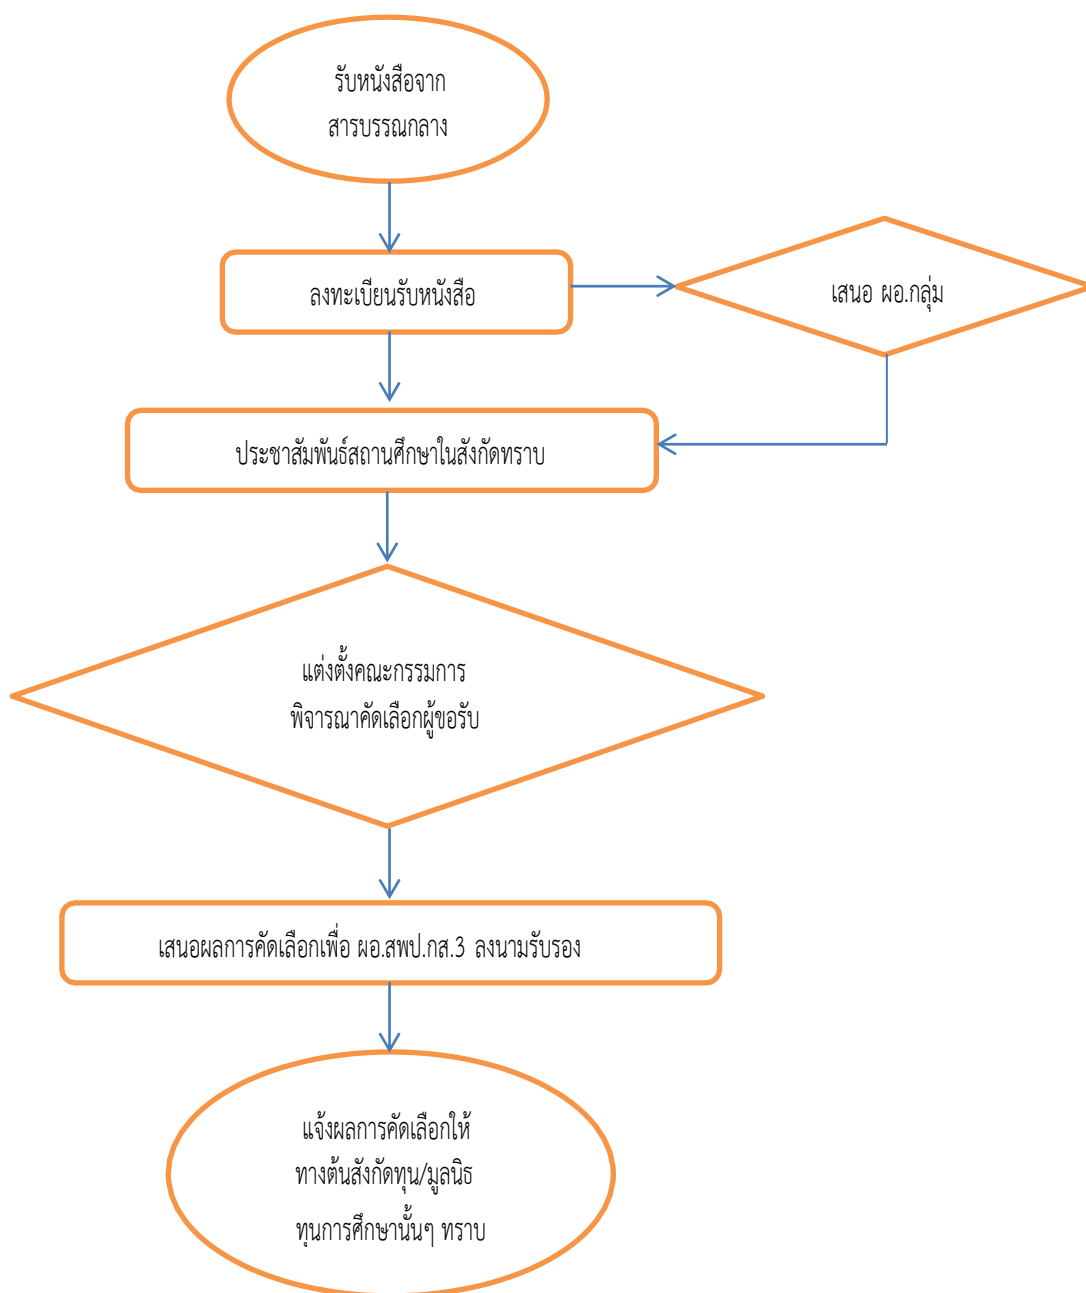 รับหนังสือจาก
สารบรรณกลาง
ลงทะเบียนรับหนังสือ
เสนอ ผอ.กลุ่ม
ประชาสัมพันธ์สถานศึกษาในสังกัดทราบ
แต่งตั้งคณะกรรมการ
พิจารณาคัดเลือกผู้ขอรับ
เสนอผลการคัดเลือกเพื่อ ผอ.สพป.กส.3 ลงนามรับรอง
แจ้งผลการคัดเลือกให้
ทางต้นสังกัดทุน/มูลนิธ
ทุนการศึกษานั้นๆ ทราบ